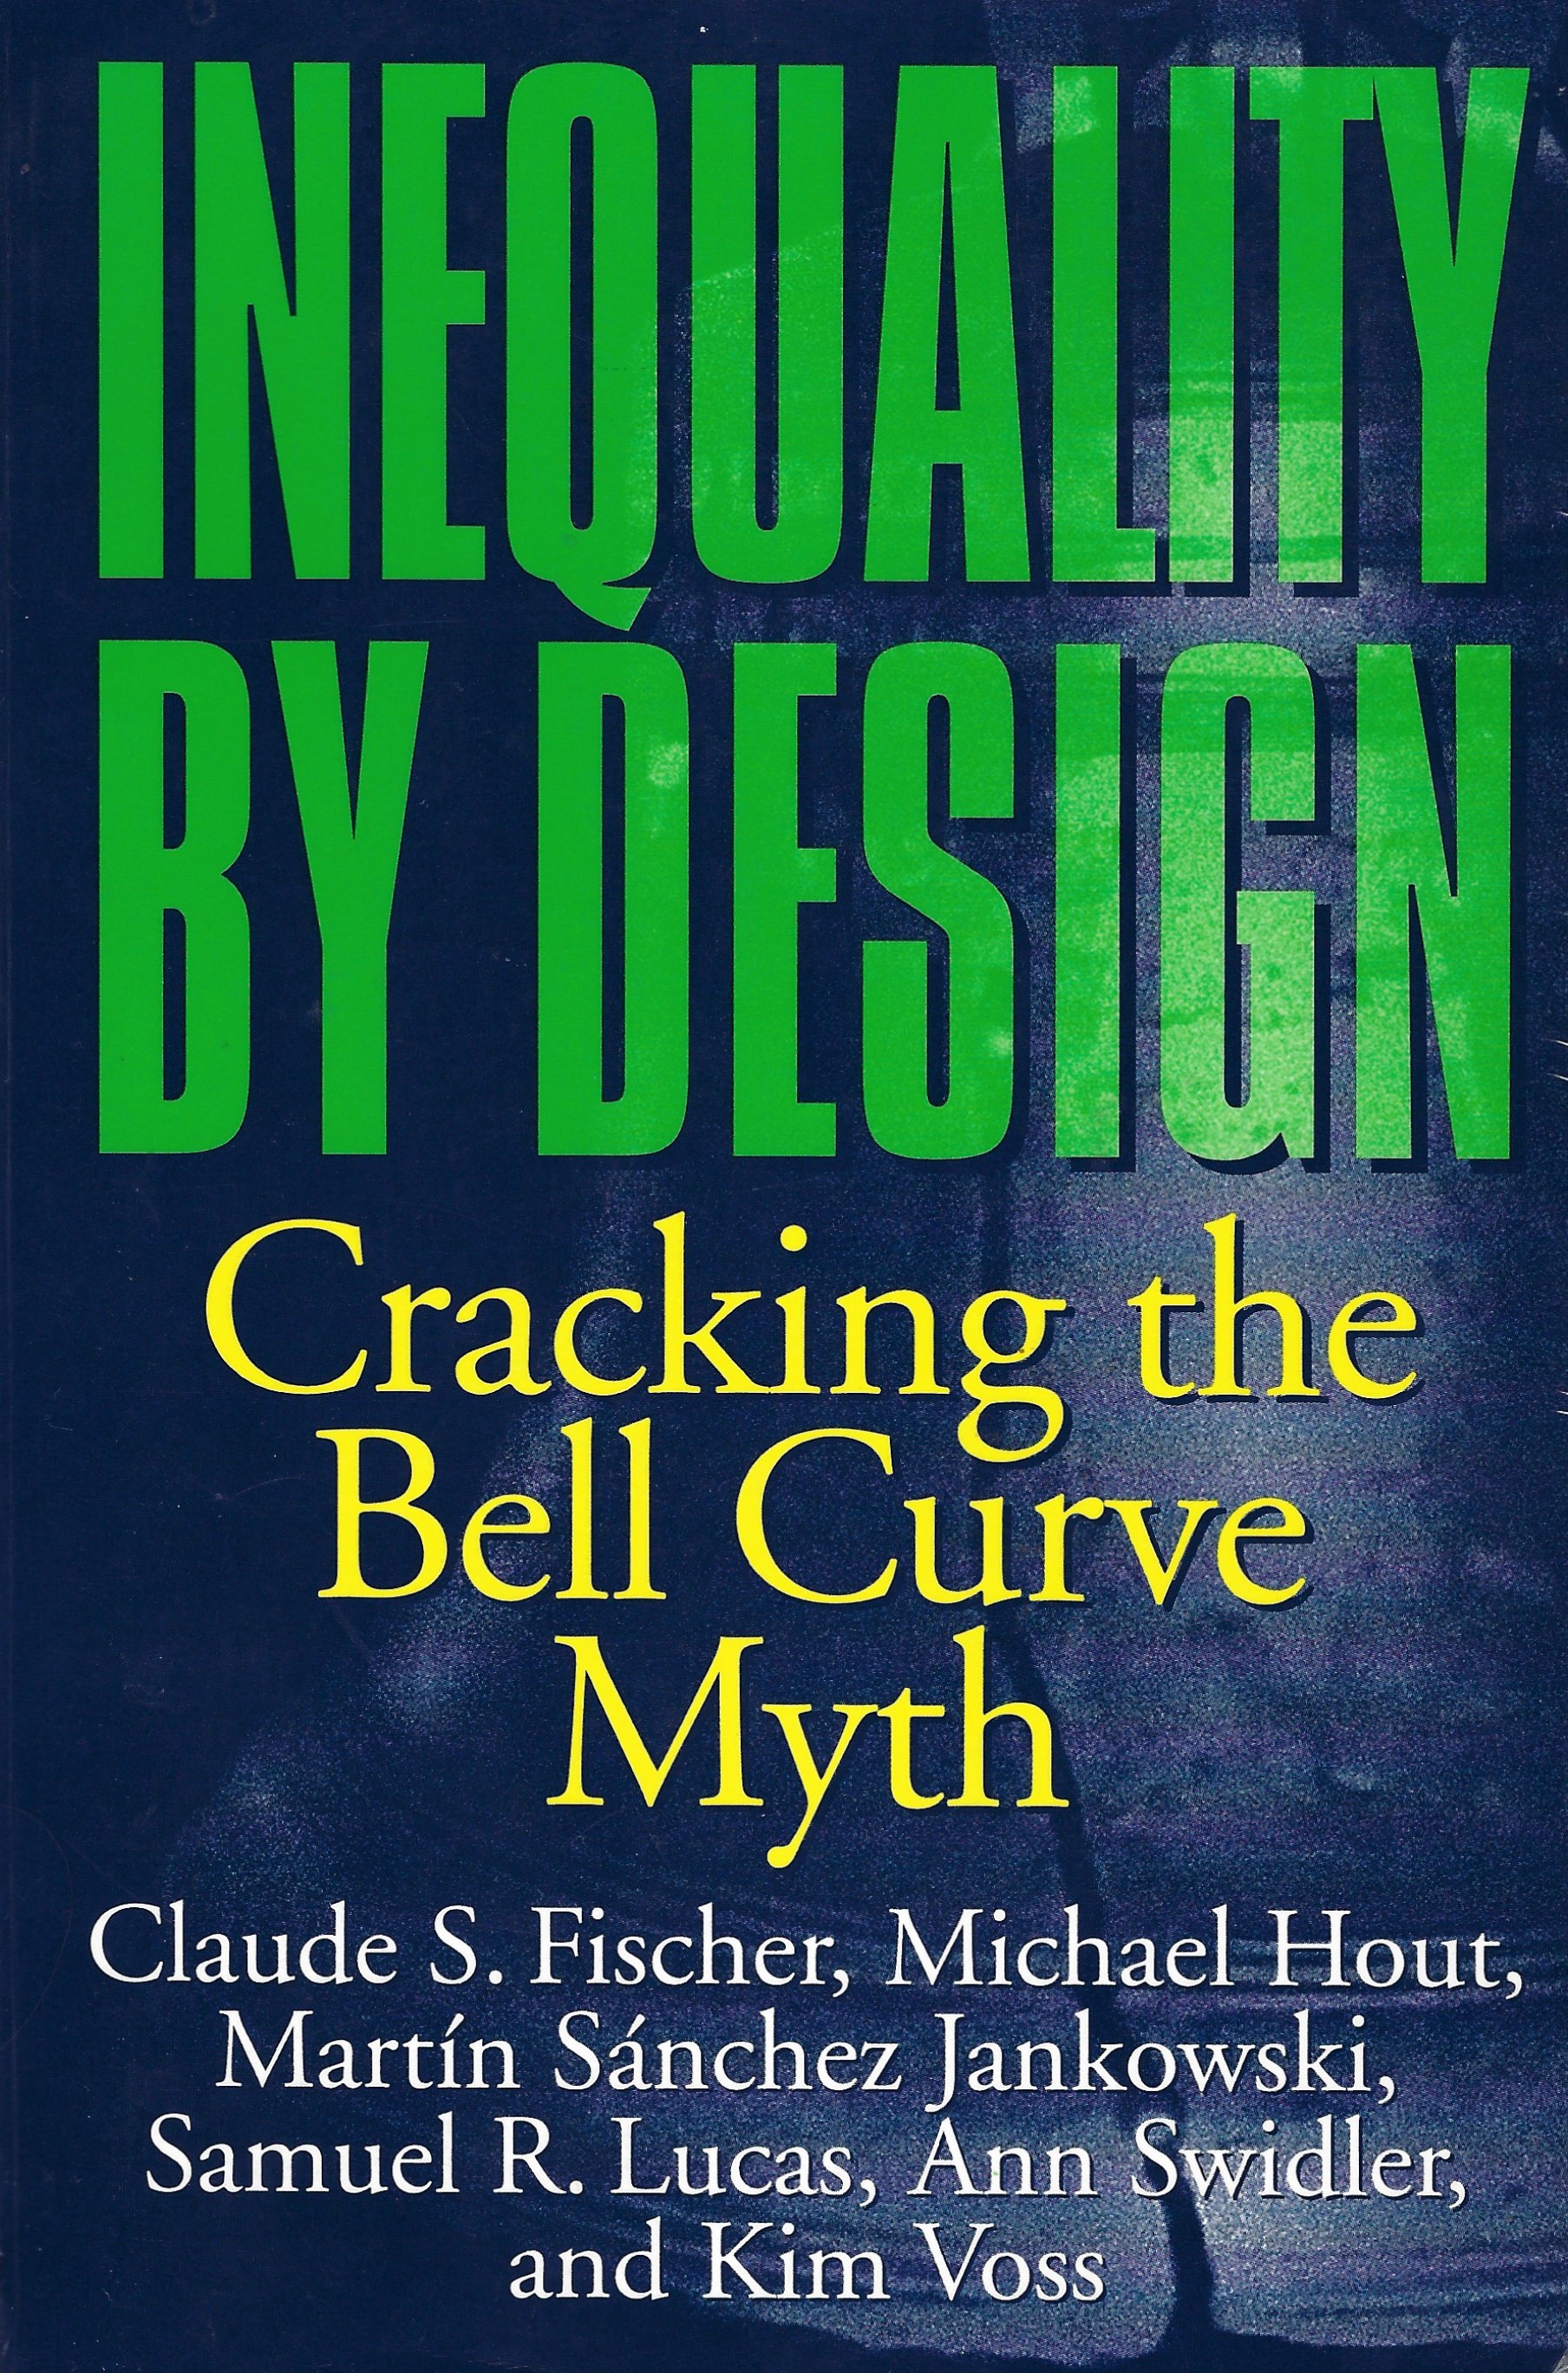 INEQUALITY
BY DESIGN
Cracking the
Bell Curve
Myth
Claude S. Fischer, Michael Hout,
Martín Sánchez Jankowski,
Samuel R. Lucas, Ann Swidler,
and Kim Voss